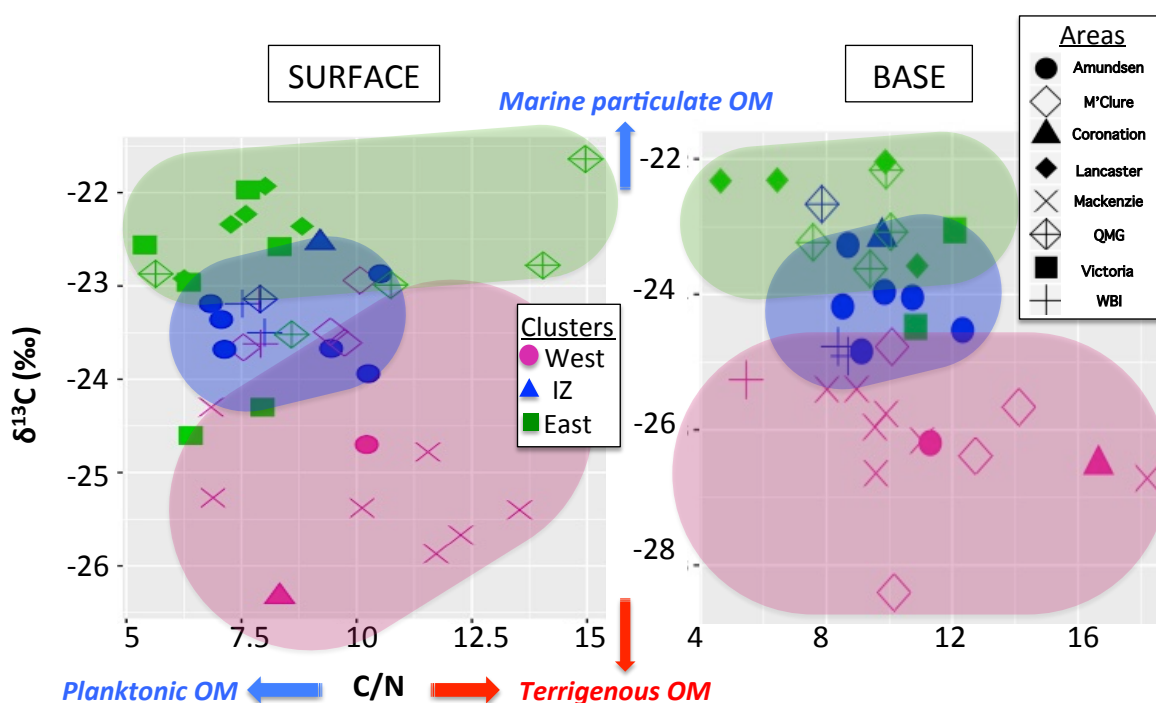 SURFACE
BASE
Marine particulate OM
Areas
Amundsen
M'Clure
Coronation
Lancaster
Mackenzie
QMG
Victoria
WBI
-22
-23
-24
-25
-26
δ13C (‰)
Clusters
West
IZ
East
-22
-24
-26
-28
5 7.5 10 12.5 15
4 8 12 16
Planktonic OM C/N Terrigenous OM